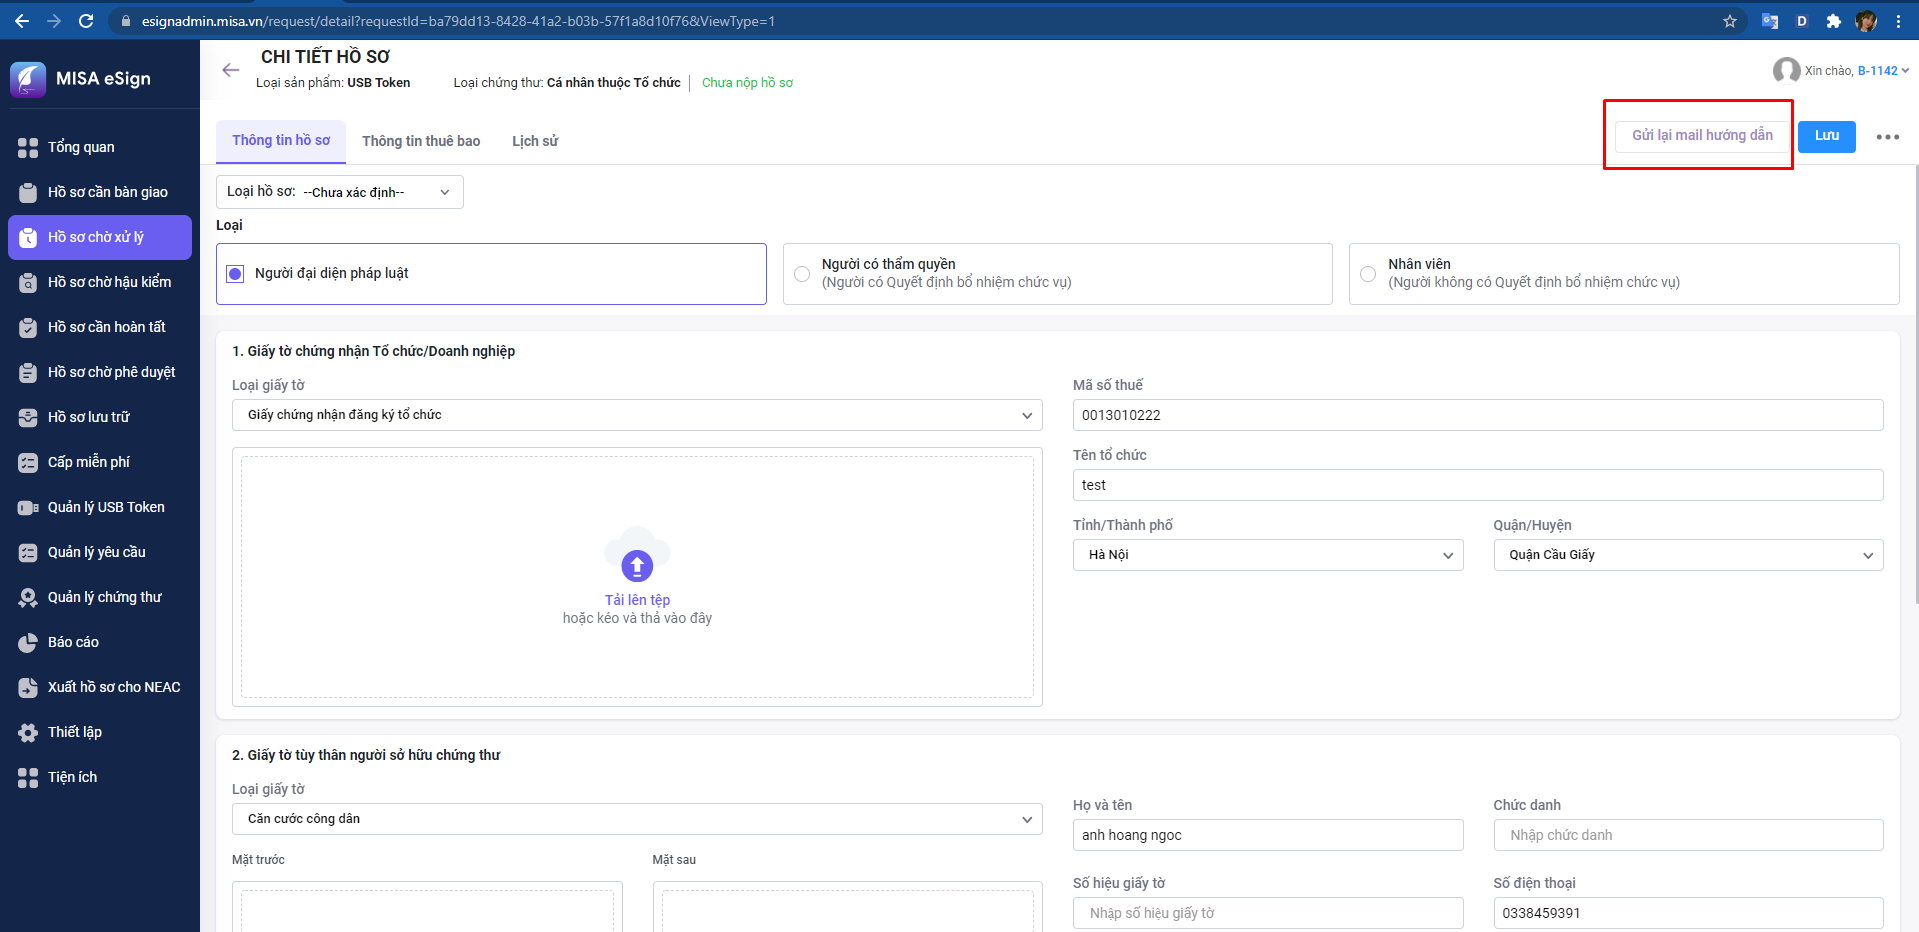 esignadmin.misa.vn/request/detail?requestId=ba79dd13-8428-41a2-b03b-57f1a8d10f76&ViewType=1
D
MISA eSign
Tổng quan
Hồ sơ cần bàn giao
Hồ sơ chờ xử lý
Hồ sơ chờ hậu kiểm
Hồ sơ cần hoàn tất
Hồ sơ chờ phê duyệt
Hồ sơ lưu trữ
Cấp miễn phí
Quản lý USB Token
Quản lý yêu cầu
Quản lý chứng thư
Báo cáo
Xuất hồ sơ cho NEAC
Thiết lập
Tiện ích
CHI TIẾT HỒ SƠ
Loại sản phẩm: USB Token Loại chứng thư: Cá nhân thuộc Tổ chức Chưa nộp hồ sơ
Xin chào, B-1142
Thông tin hồ sơ Thông tin thuê bao Lịch sử
Gửi lại mail hướng dẫn Lưu
Loại hồ sơ: --Chưa xác định--
Loại
Người đại diện pháp luật
Người có thẩm quyền
(Người có Quyết định bổ nhiệm chức vụ)
Nhân viên
(Người không có Quyết định bổ nhiệm chức vụ)
1. Giấy tờ chứng nhận Tổ chức/Doanh nghiệp
Loại giấy tờ
Giấy chứng nhận đăng ký tổ chức
Tải lên tệp
hoặc kéo và thả vào đây
Mã số thuế
0013010222
Tên tổ chức
test
Tỉnh/Thành phố Quận/Huyện
Hà Nội Quận Cầu Giấy
2. Giấy tờ tùy thân người sở hữu chứng thư
Loại giấy tờ
Căn cước công dân
Mặt trước Mặt sau
Họ và tên Chức danh
anh hoang ngoc Nhập chức danh
Số hiệu giấy tờ Số điện thoại
Nhập số hiệu giấy tờ 0338459391